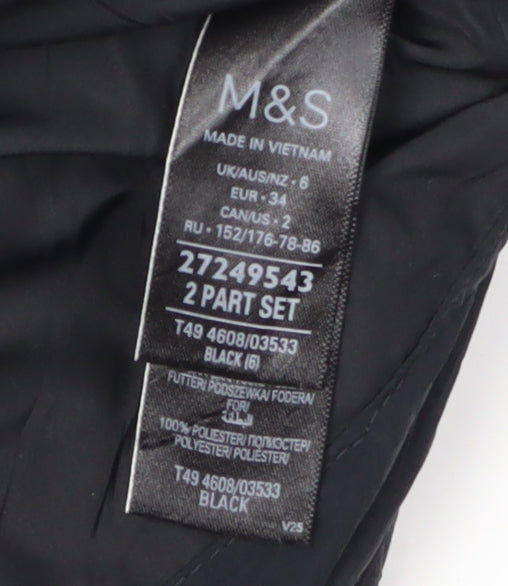 M&S
MADE IN VIETNAM
UK/AUS/NZ • 6
EUR • 34
CAN/US • 2
RU • 152/176-78-86
27249543
2 PART SET
T49 4608/03533
BLACK (6)
FUTTER/ PODSZEWKA/ FODERA/
FOR/
البطانة
100% POLIESTER/ ПОЛИЭСТЕР/
POLYESTER/ POLIÉSTER/
T49 4608/03533
BLACK
V25